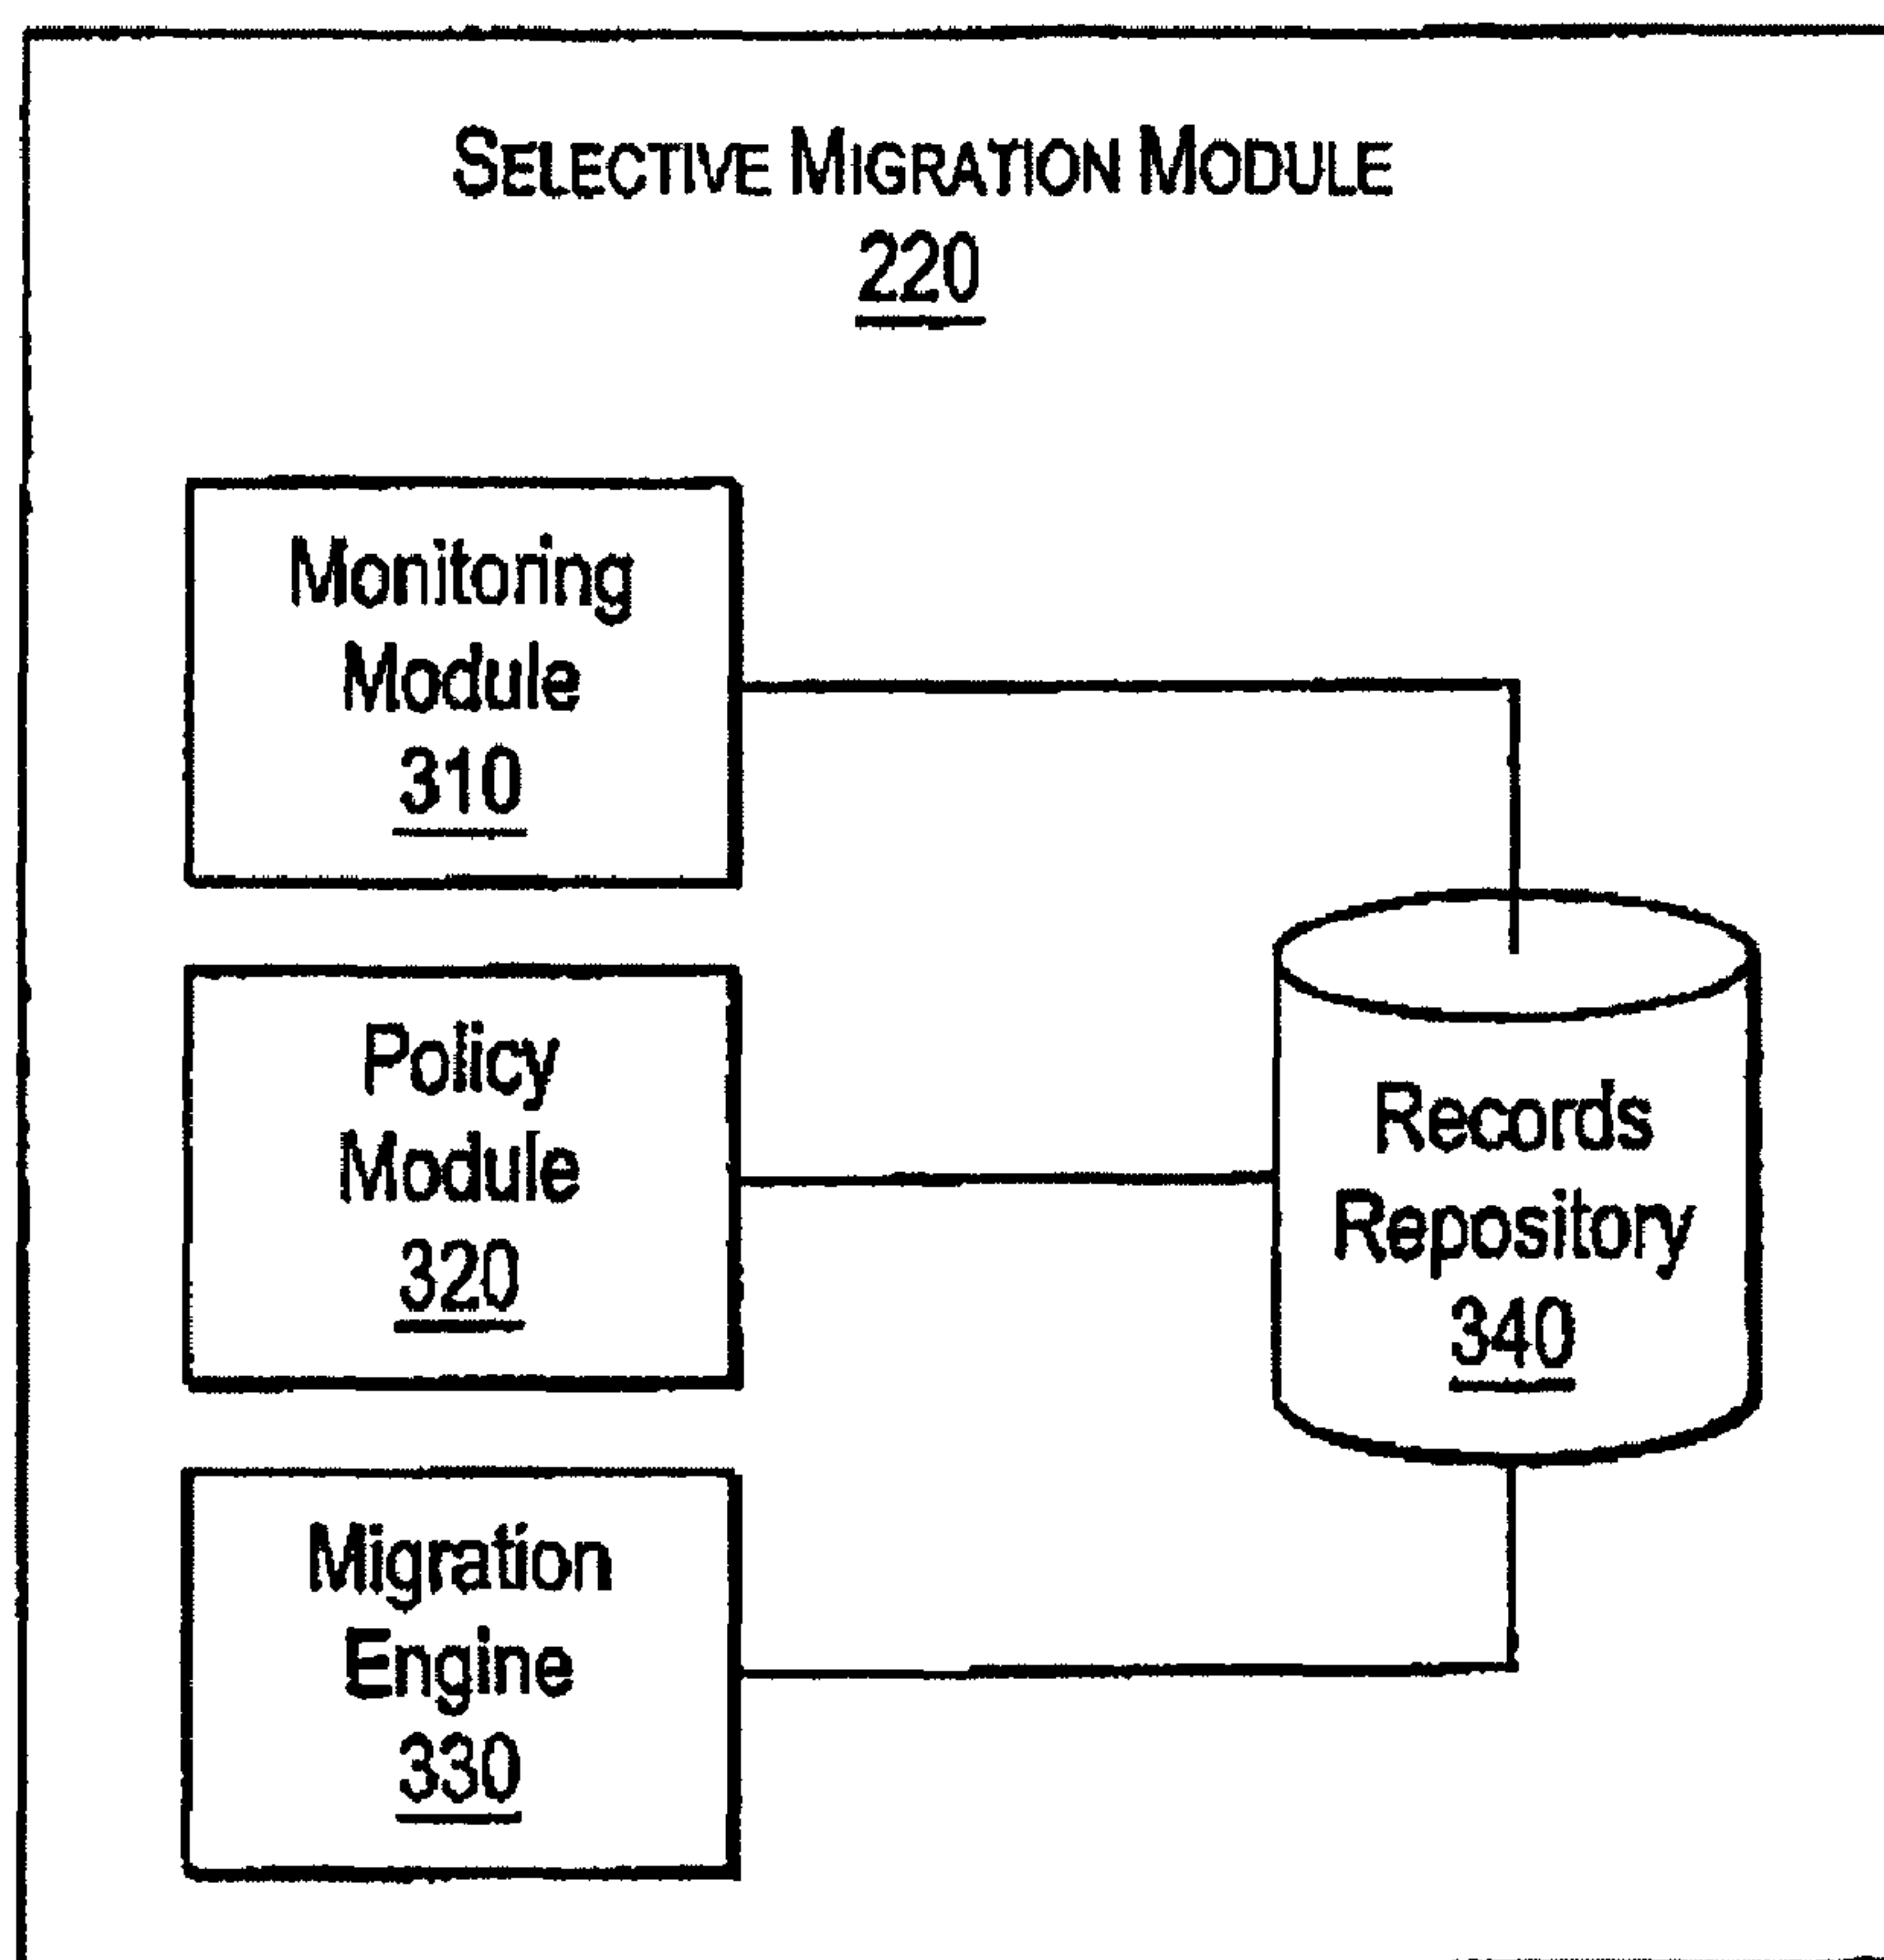 SELECTIVE MIGRATION MODULE
220
Monitoring
Module
310
Policy
Module
320
Migration
Engine
330
Records
Repository
340